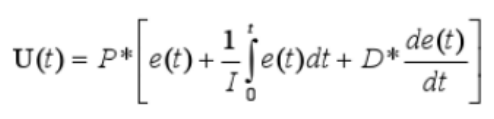 U(t) = P*[e(t) + 1/I ∫₀ᵗ e(t)dt + D* de(t)/dt]